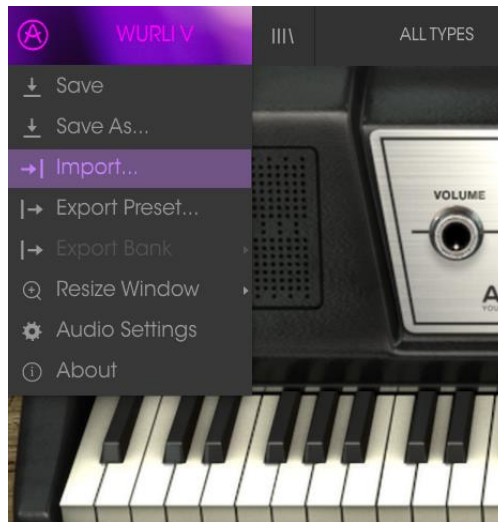 WURLI V
ALL TYPES
Save
Save As...
Import...
Export Preset...
Export Bank
Resize Window
Audio Settings
About
VOLUME